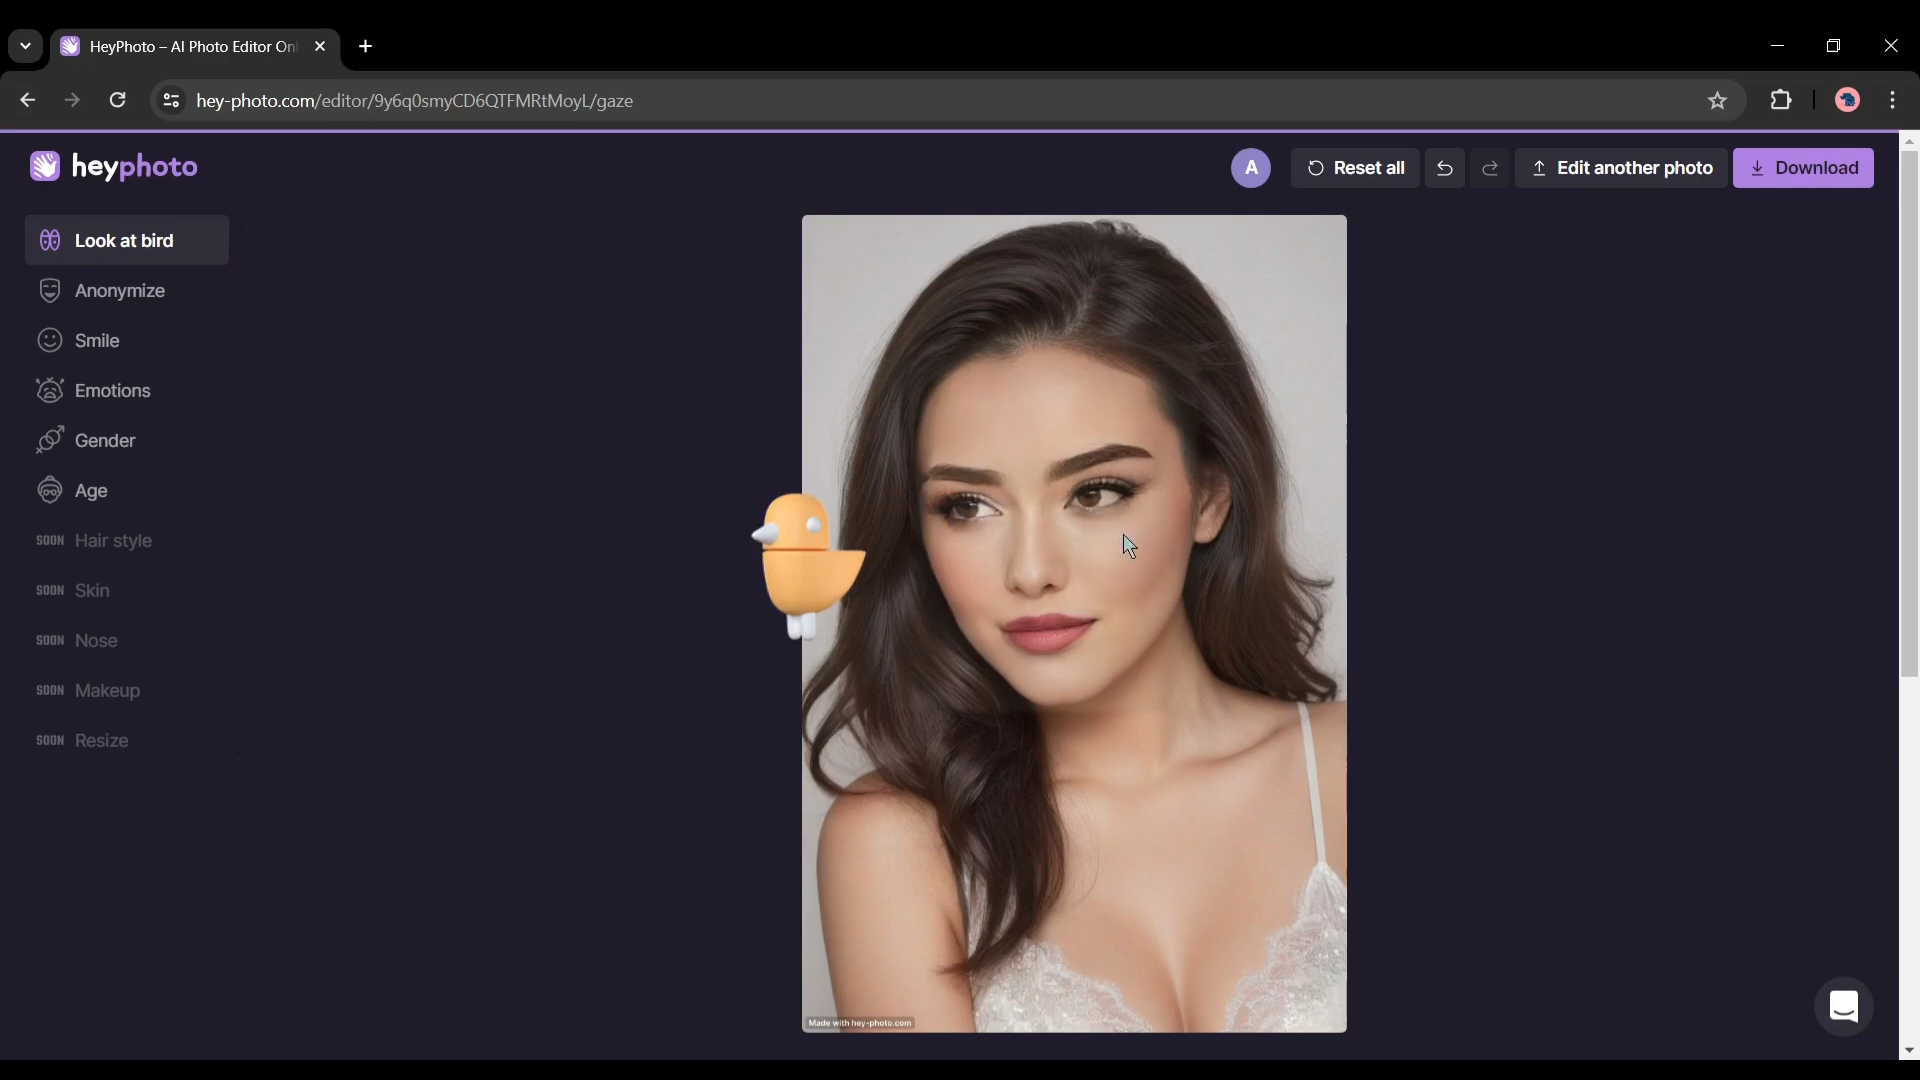 HeyPhoto – AI Photo Editor Onl
hey-photo.com/editor/9y6q0smyCD6QTFMRtMoyL/gaze
heyphoto
A
Reset all
Edit another photo
Download
Look at bird
Anonymize
Smile
Emotions
Gender
Age
SOON Hair style
SOON Skin
SOON Nose
SOON Makeup
SOON Resize
Made with hey-photo.com